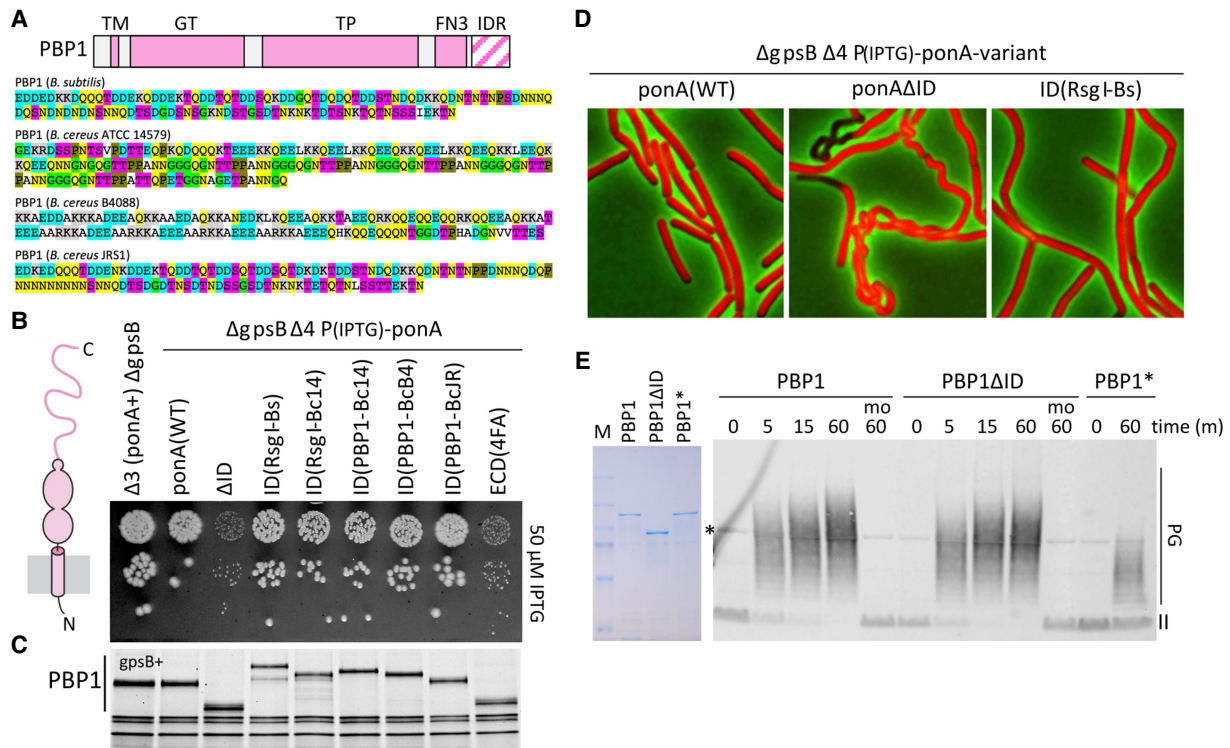 A
TM GT TP FN3 IDR
PBP1
PBP1 (B. subtilis)
EDDEDKKDQQQTDDEKQDDEKTQDDTQTDDSQKDDGQTDQDQTDDSTNDQDKKQDNTNTNPSDNNNQ
DQSNDNDNDNSNNQDTSDGDSNSGKNDSTGSDTNKNKTDTSNKTQTNSSSIEKTN
PBP1 (B. cereus ATCC 14579)
GEKRDSSPNTSVPDTTEQPKQDQQQKTEEEKKQEELKKQEELKKQEEQKKQEELKKQEEQKKLEEQK
KQEEQNNGNGQGTTPPANNGGGQGNTTPPANNGGGQGNTTPPANNGGGQGNTTPPANNGGGQGNTTP
PANNGGGQGNTTPPATTQPETGGNAGETPANNGQ
PBP1 (B. cereus B4088)
KKAEDDAKKKADEEAQKKAAEDAQKKANEDKLKQEEAQKKTAEEQRKQQEQQEQQRKQQEEAQKKAT
EEEAARKKADEEAARKKAEEEAARKKAEEEAARKKAEEEQHKQQEQQQNTGGDTPHADGNVVTTES
PBP1 (B. cereus JRS1)
EDKEDQQQTDDENKDDEKTQDDTQTDDSQTDDSQTDKDKTDDSTNDQDKKQDNTNTNPPDNNNQDQP
NNNNNNNNNSNNQDTSDGDTNSDTNDSSGSDTNKNKTETQTNLSSTTEKTN
B
ΔgpsB Δ4 P(IPTG)-ponA
C
N
Δ3 (ponA+) ΔgpsB
ponA(WT)
ΔID
ID(RsgI-Bs)
ID(RsgI-Bc14)
ID(PBP1-Bc14)
ID(PBP1-BcB4)
ID(PBP1-BcJR)
ECD(4FA)
50 µM IPTG
C
PBP1
gpsB+
D
ΔgpsB Δ4 P(IPTG)-ponA-variant
ponA(WT) ponAΔID ID(RsgI-Bs)
E
M PBP1 PBP1ΔID PBP1*
PBP1 PBP1ΔID PBP1*
mo mo
0 5 15 60 60 0 5 15 60 60 0 60 time (m)
*
PG
II